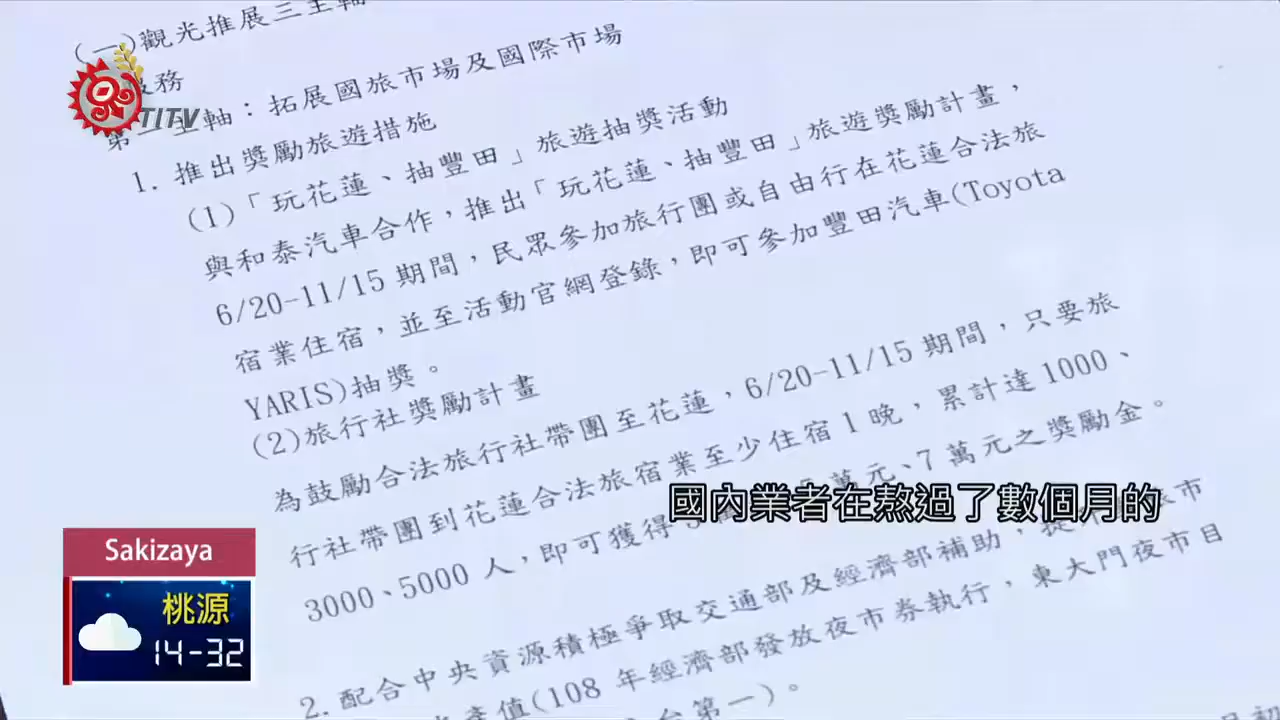 (一)觀光推展三主軸
服務
TITV
第二主軸：拓展國旅市場及國際市場
1. 推出獎勵旅遊措施
(1)「玩花蓮、抽豐田」旅遊抽獎活動
與和泰汽車合作，推出「玩花蓮、抽豐田」旅遊獎勵計畫，
6/20-11/15 期間，民眾參加旅行團或自由行在花蓮合法旅
宿業住宿，並至活動官網登錄，即可參加豐田汽車(Toyota
YARIS)抽獎。
(2)旅行社獎勵計畫
為鼓勵合法旅行社帶團至花蓮，6/20-11/15 期間，只要旅
行社帶團到花蓮合法旅宿業至少住宿 1 晚，累計達 1000、
3000、5000 人，即可獲得 3 萬元、7 萬元之獎勵金。
國內業者在熬過了數個月的
2. 配合中央資源積極爭取交通部及經濟部補助，夜市
產值(108 年經濟部發放夜市券執行，東大門夜市目
第一)。
Sakizaya
桃源
14-32